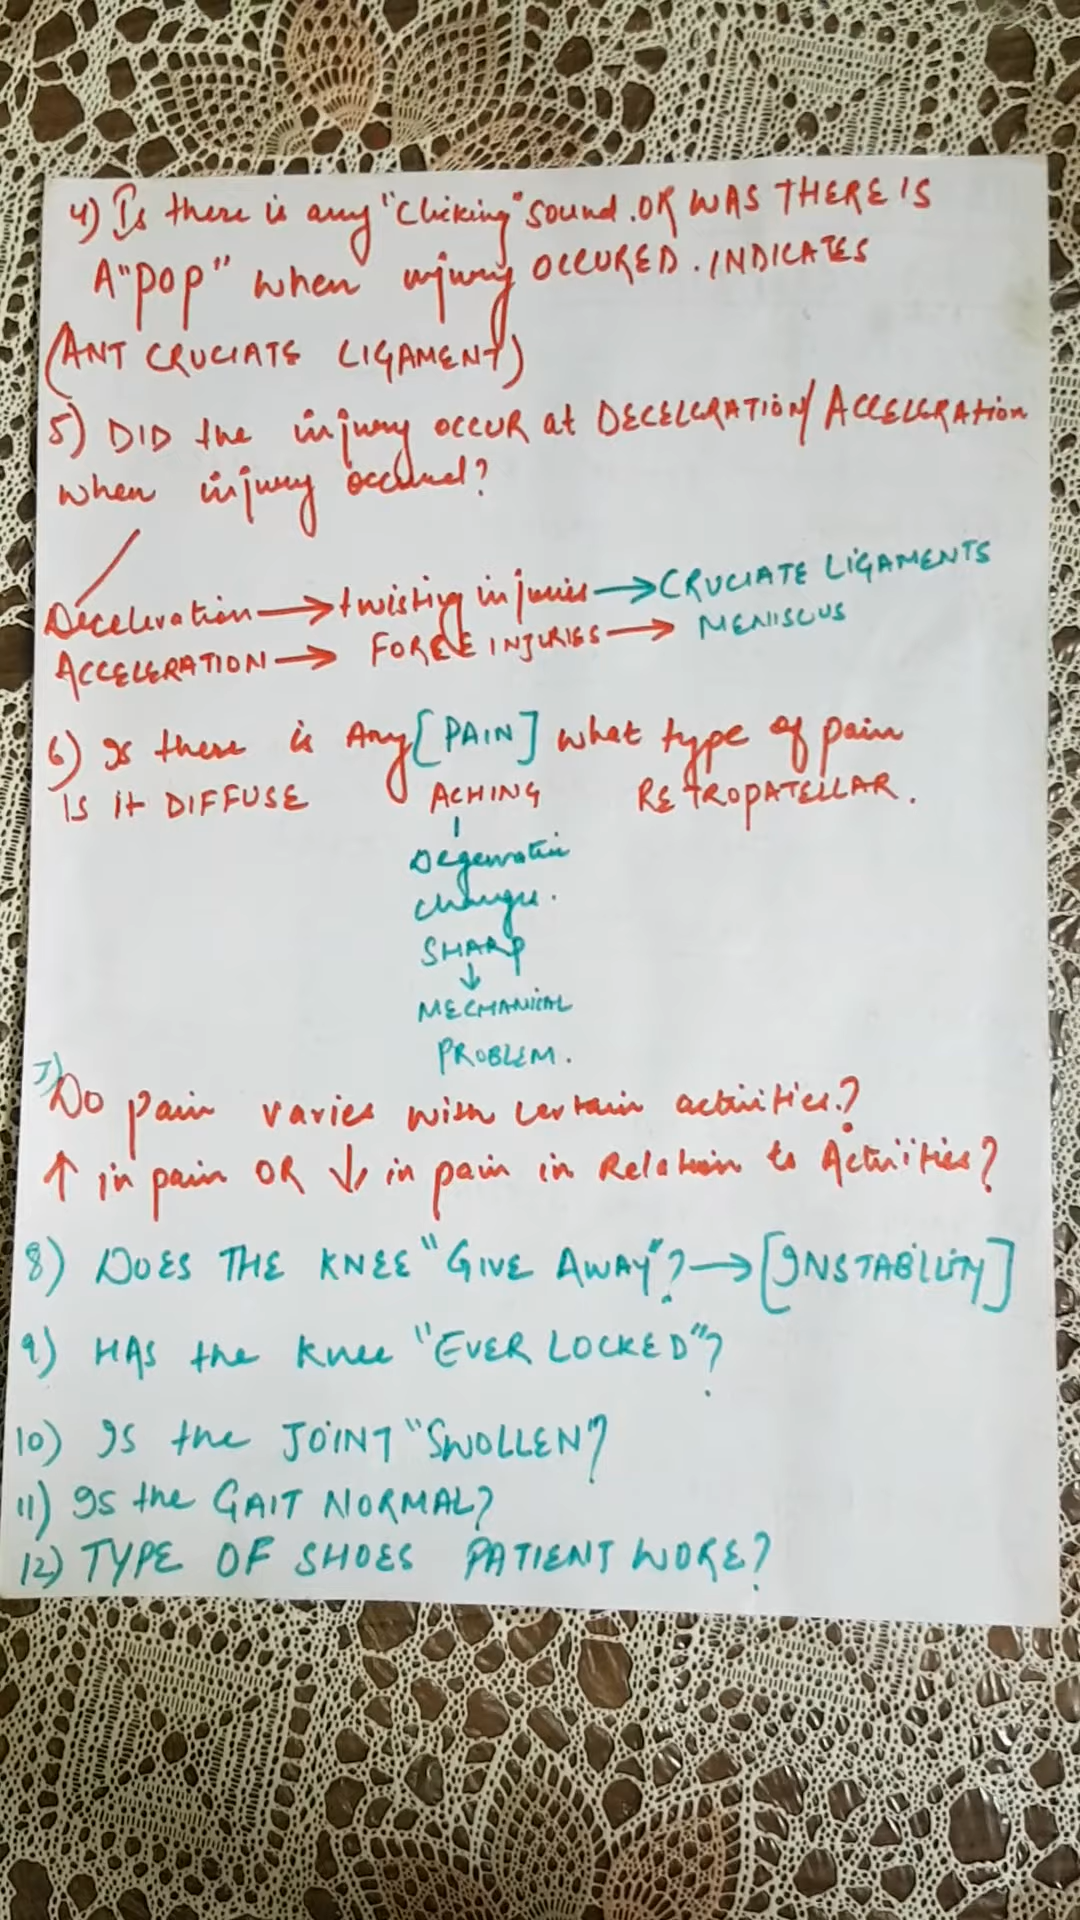 4) Is there is any "Clicking" sound. OR WAS THERE IS
A "POP" when injury OCCURED. INDICATES
(ANT CRUCIATE LIGAMENT)
5) DID the injury OCCUR at DECELERATION/ACCELERATION
when injury occured?
Deceleration → twisting injuries → CRUCIATE LIGAMENTS
ACCELERATION → FORCE INJURIES → MENISCUS
6) Is there is Any [PAIN] what type of pain
IS it DIFFUSE ACHING RETROPATELLAR.
Degenerative
change.
SHARP
↓
MECHANICAL
PROBLEM.
7) Do pain varies with certain activities?
↑ in pain OR ↓ in pain in Relation to Activities?
8) DOES THE KNEE "GIVE AWAY"? → [INSTABILITY]
9) HAS the knee "EVER LOCKED"?
10) Is the JOINT "SWOLLEN"?
11) Is the GAIT NORMAL?
12) TYPE OF SHOES PATIENT WORE?